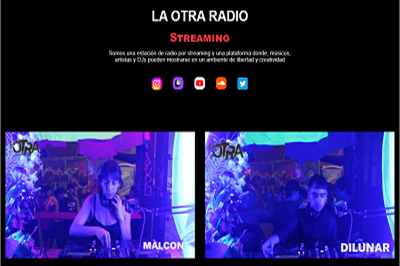 LA OTRA RADIO
STREAMING
Somos una estación de radio por streaming y una plataforma donde, músicos,
artistas y DJs pueden mostrarse en un ambiente de libertad y creatividad
OTRA
OTRA
MÀLCON
DILUNAR